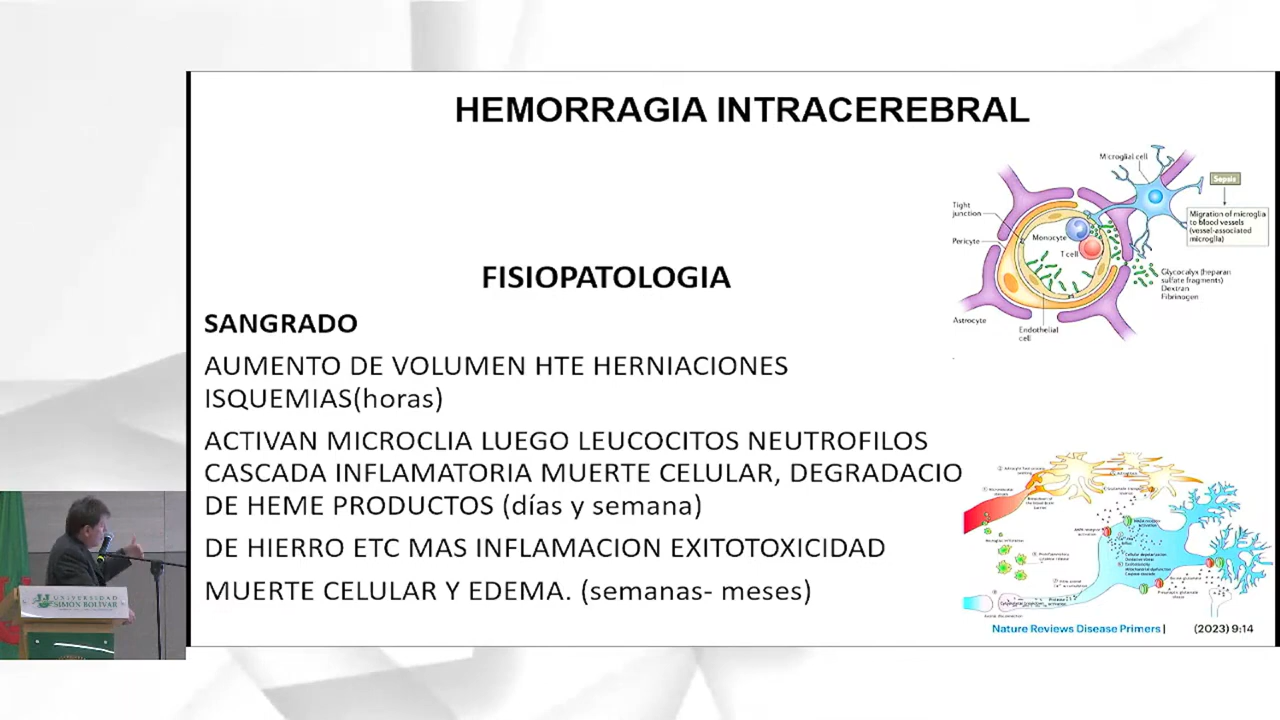 HEMORRAGIA INTRACEREBRAL
FISIOPATOLOGIA
SANGRADO
AUMENTO DE VOLUMEN HTE HERNIACIONES
ISQUEMIAS(horas)
ACTIVAN MICROCLIA LUEGO LEUCOCITOS NEUTROFILOS
CASCADA INFLAMATORIA MUERTE CELULAR, DEGRADACIO
DE HEME PRODUCTOS (días y semana)
DE HIERRO ETC MAS INFLAMACION EXITOTOXICIDAD
MUERTE CELULAR Y EDEMA. (semanas- meses)
Microglial cell
Sepsis
Tight
junction
Migration of microglia
to blood vessels
(vessel-associated
microglia)
Pericyte
Monocyte
T cell
Glycocalyx (heparan
sulfate fragments)
Dextran
Fibrinogen
Astrocyte
Endothelial
cell
Nature Reviews Disease Primers | (2023) 9:14
UNIVERSIDAD
SIMÓN BOLÍVAR